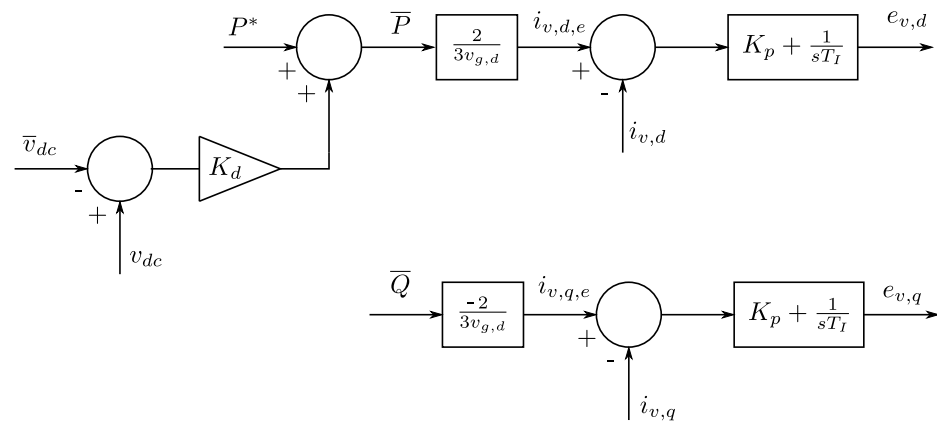 P* + + P̅ 2/3v_{g,d} i_{v,d,e} + - i_{v,d} K_p + 1/sT_I e_{v,d}
v̅_{dc} - + v_{dc} K_d
Q̅ -2/3v_{g,d} i_{v,q,e} + - i_{v,q} K_p + 1/sT_I e_{v,q}